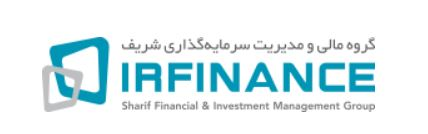 گروه مالی و مدیریت سرمایه‌گذاری شریف
IRFINANCE
Sharif Financial & Investment Management Group